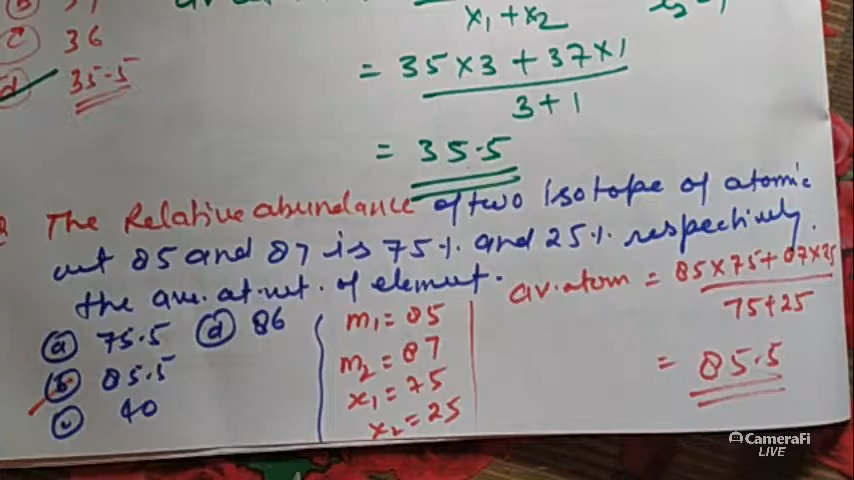 x₁ + x₂
c 36
= 35×3 + 37×1
d 35.5
3+1
= 35.5
The Relative abundance of two isotope of atomic
wt 85 and 87 is 75% and 25% respectively.
the ave. at. wt. of element.
av. atom = 85×75+87×25
75+25
= 85.5
a 75.5 d 86
b 85.5
c 40
m₁ = 85
m₂ = 87
x₁ = 75
x₂ = 25
CameraFi
LIVE